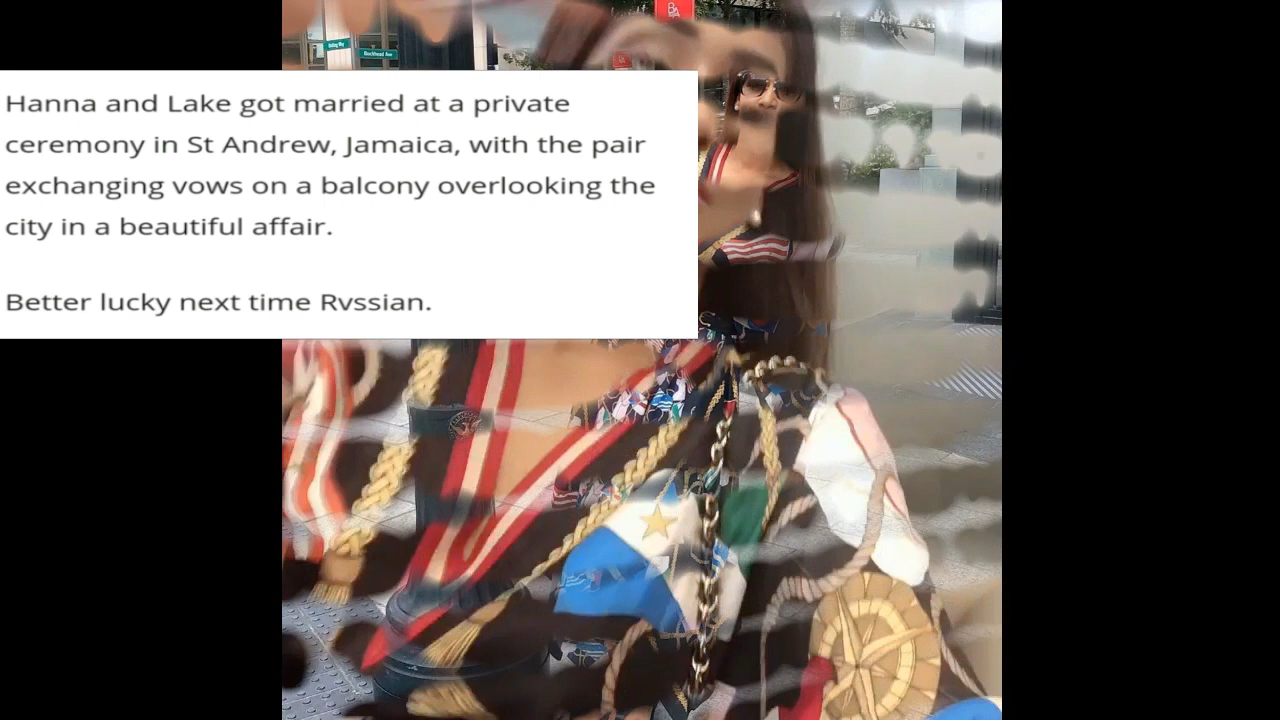 Hanna and Lake got married at a private
ceremony in St Andrew, Jamaica, with the pair
exchanging vows on a balcony overlooking the
city in a beautiful affair.
Better lucky next time Rvssian.